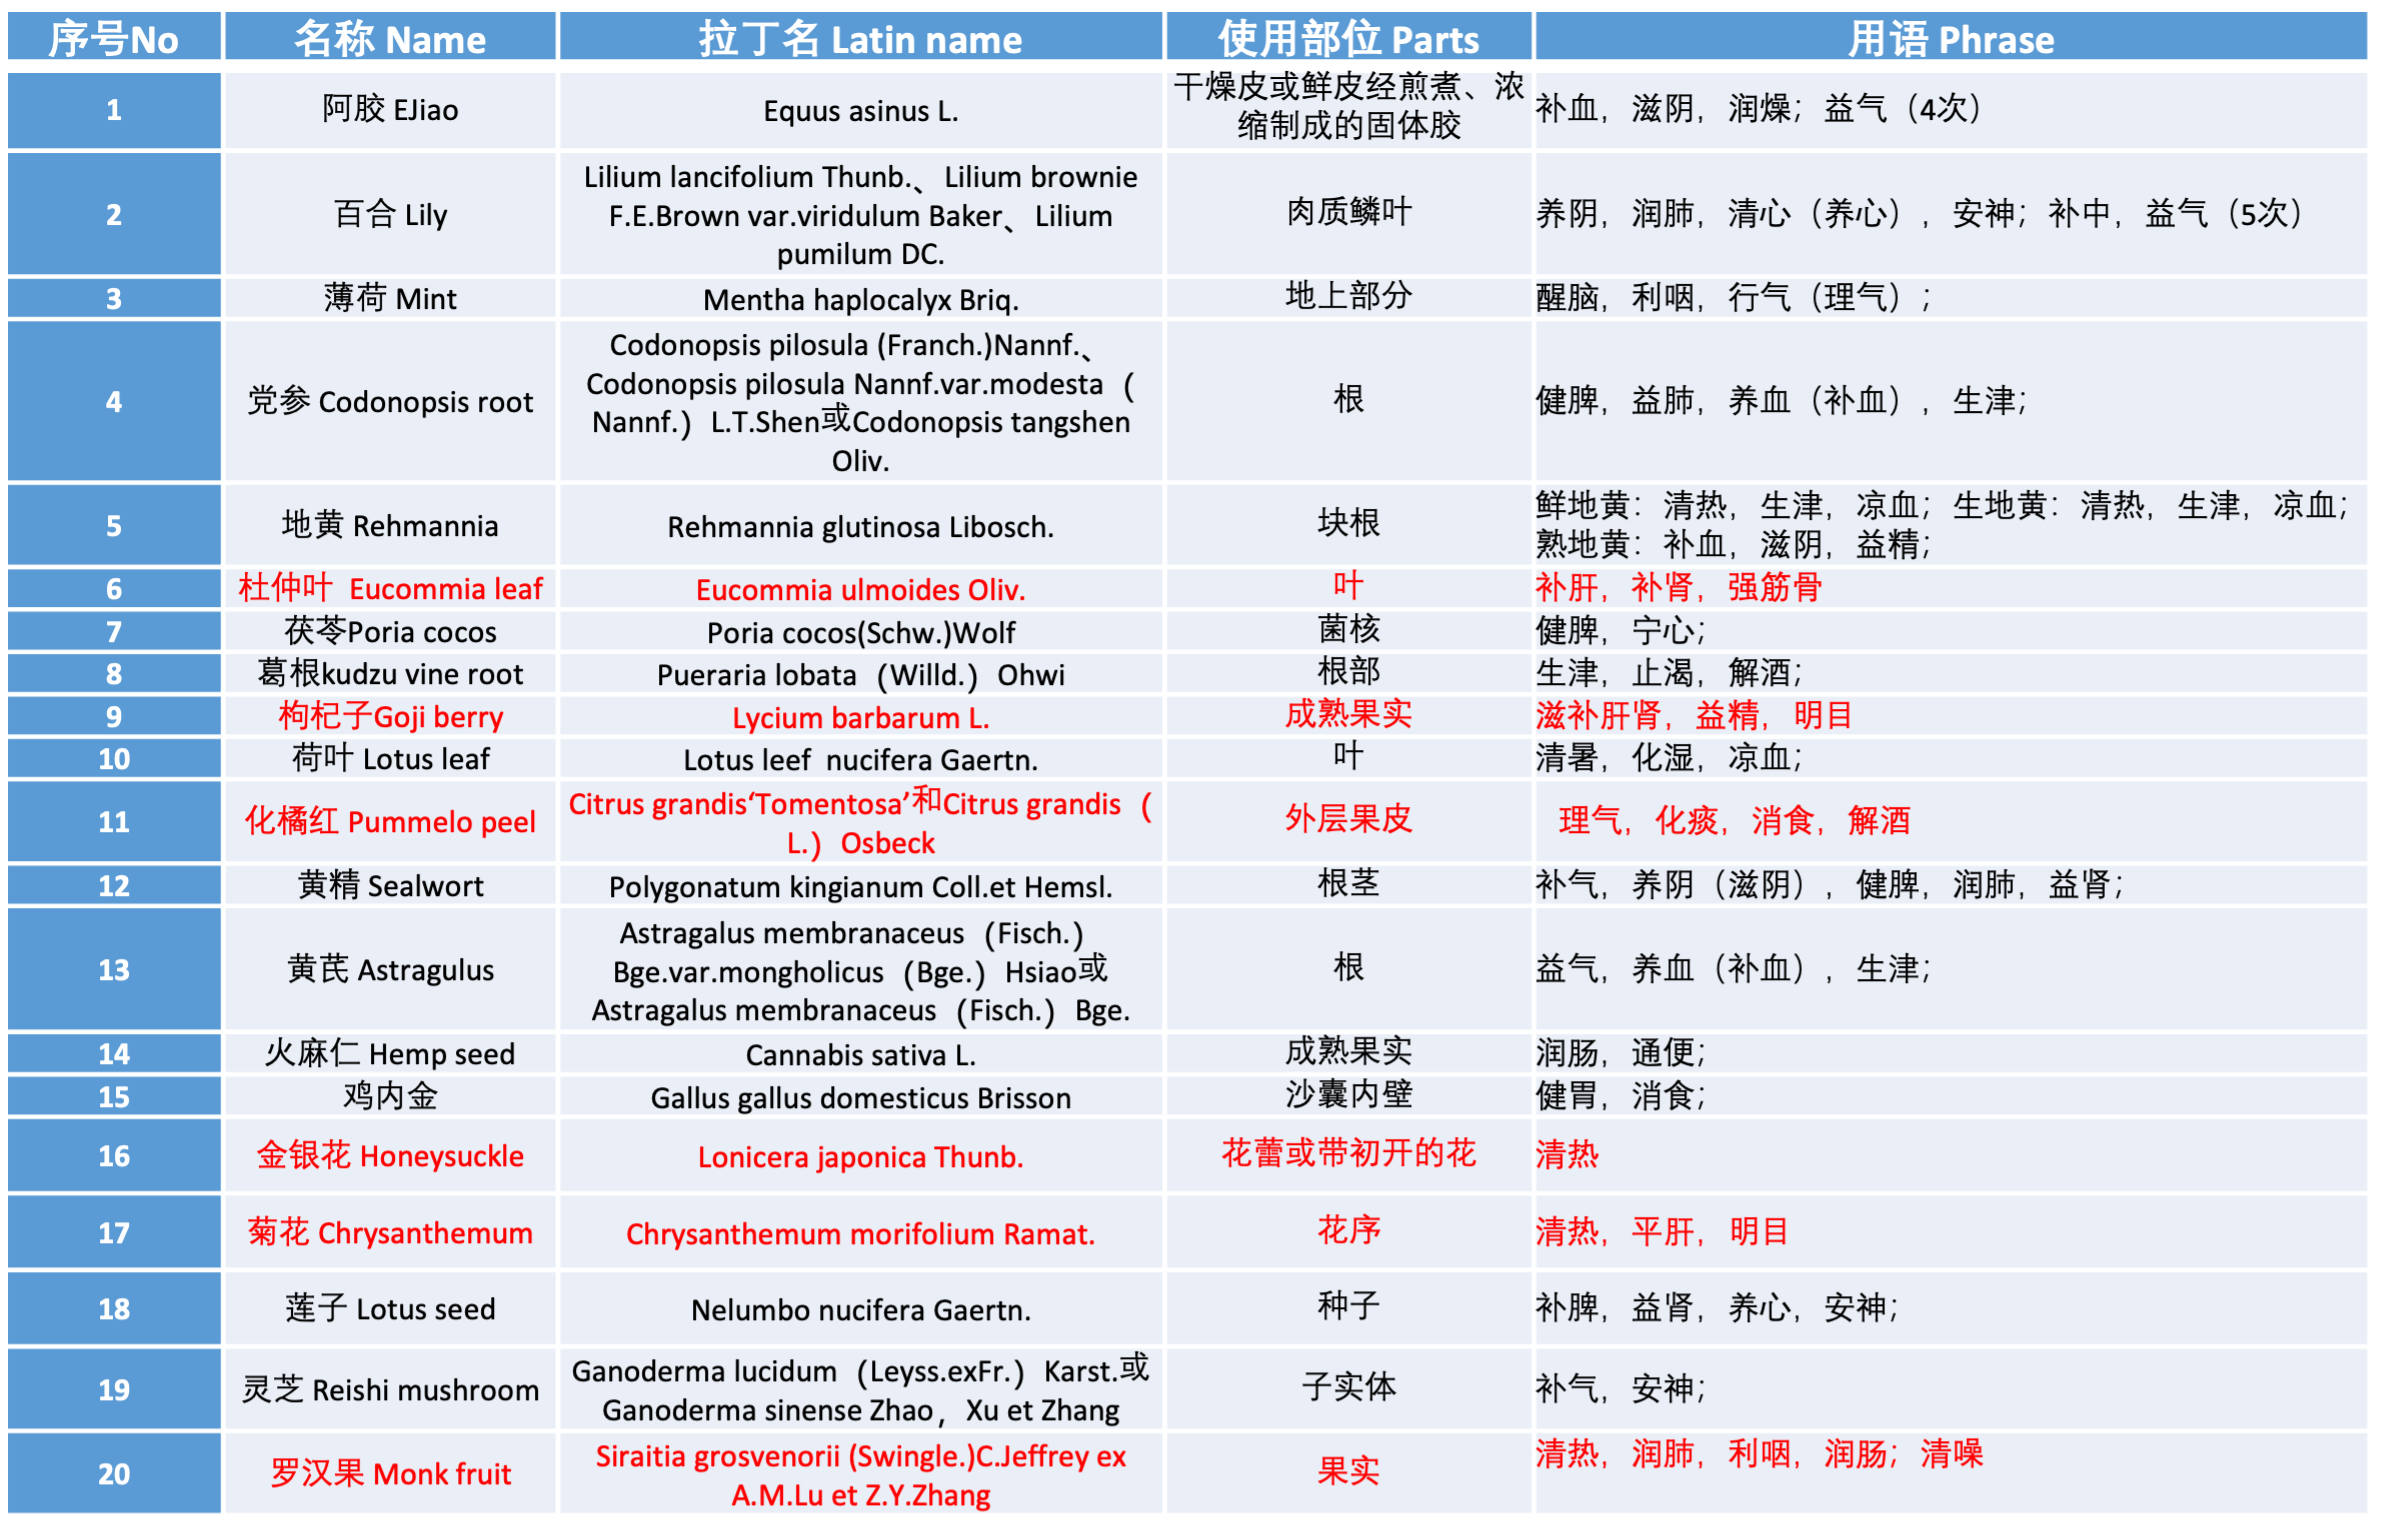 序号No 名称 Name 拉丁名 Latin name 使用部位 Parts 用语 Phrase
1 阿胶 EJiao Equus asinus L. 干燥皮或鲜皮经煎煮、浓
缩制成的固体胶 补血，滋阴，润燥；益气（4次）
2 百合 Lily Lilium lancifolium Thunb.、Lilium brownie
F.E.Brown var.viridulum Baker、Lilium
pumilum DC. 肉质鳞叶 养阴，润肺，清心（养心），安神；补中，益气（5次）
3 薄荷 Mint Mentha haplocalyx Briq. 地上部分 醒脑，利咽，行气（理气）；
4 党参 Codonopsis root Codonopsis pilosula (Franch.)Nannf.、
Codonopsis pilosula Nannf.var.modesta（
Nannf.）L.T.Shen或Codonopsis tangshen
Oliv. 根 健脾，益肺，养血（补血），生津；
5 地黄 Rehmannia Rehmannia glutinosa Libosch. 块根 鲜地黄：清热，生津，凉血；生地黄：清热，生津，凉血；
熟地黄：补血，滋阴，益精；
6 杜仲叶 Eucommia leaf Eucommia ulmoides Oliv. 叶 补肝，补肾，强筋骨
7 茯苓Poria cocos Poria cocos(Schw.)Wolf 菌核 健脾，宁心；
8 葛根kudzu vine root Pueraria lobata（Willd.）Ohwi 根部 生津，止渴，解酒；
9 枸杞子Goji berry Lycium barbarum L. 成熟果实 滋补肝肾，益精，明目
10 荷叶 Lotus leaf Lotus leef nucifera Gaertn. 叶 清暑，化湿，凉血；
11 化橘红 Pummelo peel Citrus grandis‘Tomentosa’和Citrus grandis（
L.）Osbeck 外层果皮 理气，化痰，消食，解酒
12 黄精 Sealwort Polygonatum kingianum Coll.et Hemsl. 根茎 补气，养阴（滋阴），健脾，润肺，益肾；
13 黄芪 Astragulus Astragalus membranaceus（Fisch.）
Bge.var.mongholicus（Bge.）Hsiao或
Astragalus membranaceus（Fisch.）Bge. 根 益气，养血（补血），生津；
14 火麻仁 Hemp seed Cannabis sativa L. 成熟果实 润肠，通便；
15 鸡内金 Gallus gallus domesticus Brisson 沙囊内壁 健胃，消食；
16 金银花 Honeysuckle Lonicera japonica Thunb. 花蕾或带初开的花 清热
17 菊花 Chrysanthemum Chrysanthemum morifolium Ramat. 花序 清热，平肝，明目
18 莲子 Lotus seed Nelumbo nucifera Gaertn. 种子 补脾，益肾，养心，安神；
19 灵芝 Reishi mushroom Ganoderma lucidum（Leyss.exFr.）Karst.或
Ganoderma sinense Zhao，Xu et Zhang 子实体 补气，安神；
20 罗汉果 Monk fruit Siraitia grosvenorii (Swingle.)C.Jeffrey ex
A.M.Lu et Z.Y.Zhang 果实 清热，润肺，利咽，润肠；清噪